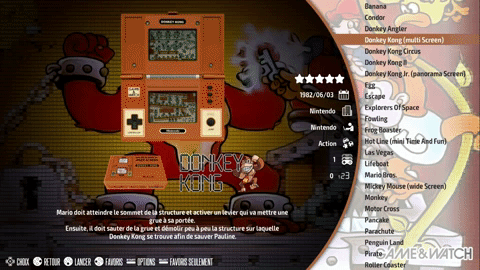 DONKEY KONG
1982/06/03
Nintendo
Nintendo
Action
1
0
DONKEY
KONG
Mario doit atteindre le sommet de la structure et activer un levier qui va mettre une
grue à sa portée.
Ensuite, il doit sauter de la grue et démolir peu à peu la structure sur laquelle
Donkey Kong se trouve afin de sauver Pauline.
Banana
Condor
Donkey Angler
Donkey Kong (multi Screen)
Donkey Kong Circus
Donkey Kong II
Donkey Kong Jr. (panorama Screen)
Egg
Escape
Explorers Of Space
Fowling
Frog Boaster
Hot Line (mini Time And Fun)
Las Vegas
Lifeboat
Mario Bros.
Mickey Mouse (wide Screen)
Monkey
Motor Cross
Pancake
Parachute
Penguin Land
Pirate
Roller Coaster
GAME&WATCH
CHOIX RETOUR LANCER FAVORIS OPTIONS FAVORIS SEULEMENT